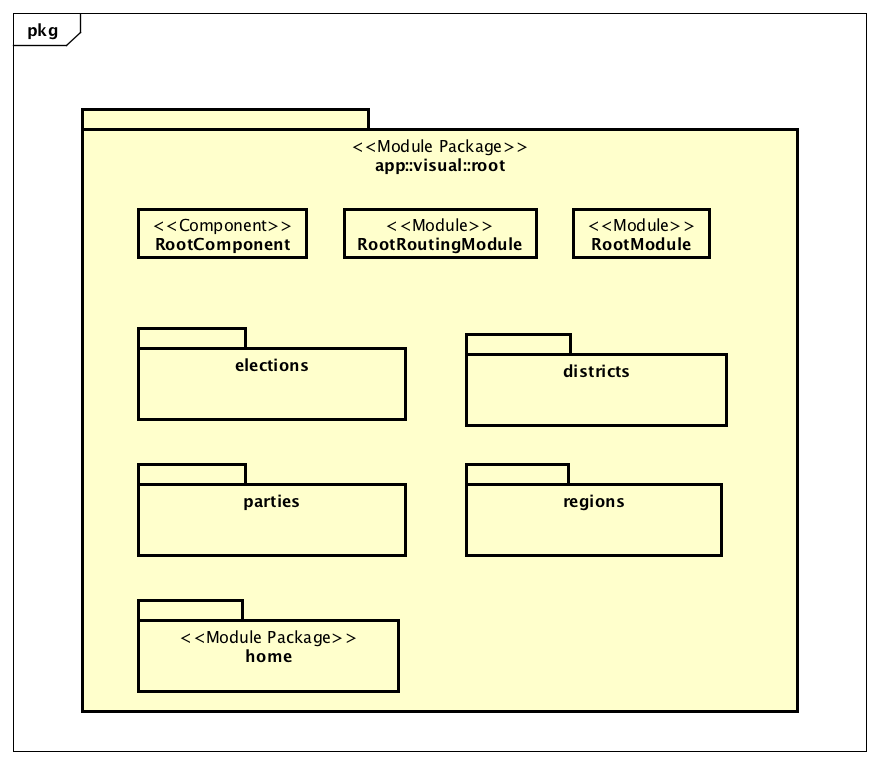 pkg
<<Module Package>>
app::visual::root
<<Component>>
RootComponent
<<Module>>
RootRoutingModule
<<Module>>
RootModule
elections
districts
parties
regions
<<Module Package>>
home